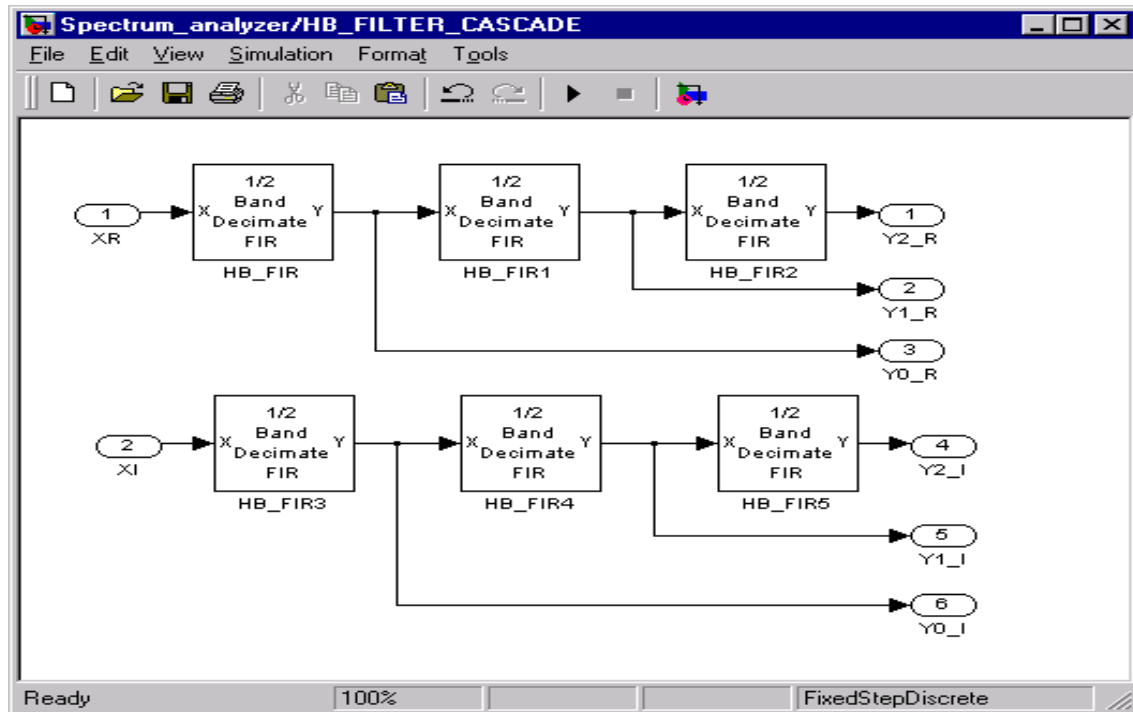 Spectrum_analyzer/HB_FILTER_CASCADE
File Edit View Simulation Format Tools
1
XR
1/2
Band
Decimate
FIR
X
Y
HB_FIR
1/2
Band
Decimate
FIR
X
Y
HB_FIR1
1/2
Band
Decimate
FIR
X
Y
HB_FIR2
1
Y2_R
2
Y1_R
3
Y0_R
2
XI
1/2
Band
Decimate
FIR
X
Y
HB_FIR3
1/2
Band
Decimate
FIR
X
Y
HB_FIR4
1/2
Band
Decimate
FIR
X
Y
HB_FIR5
4
Y2_I
5
Y1_I
6
Y0_I
Ready 100% FixedStepDiscrete